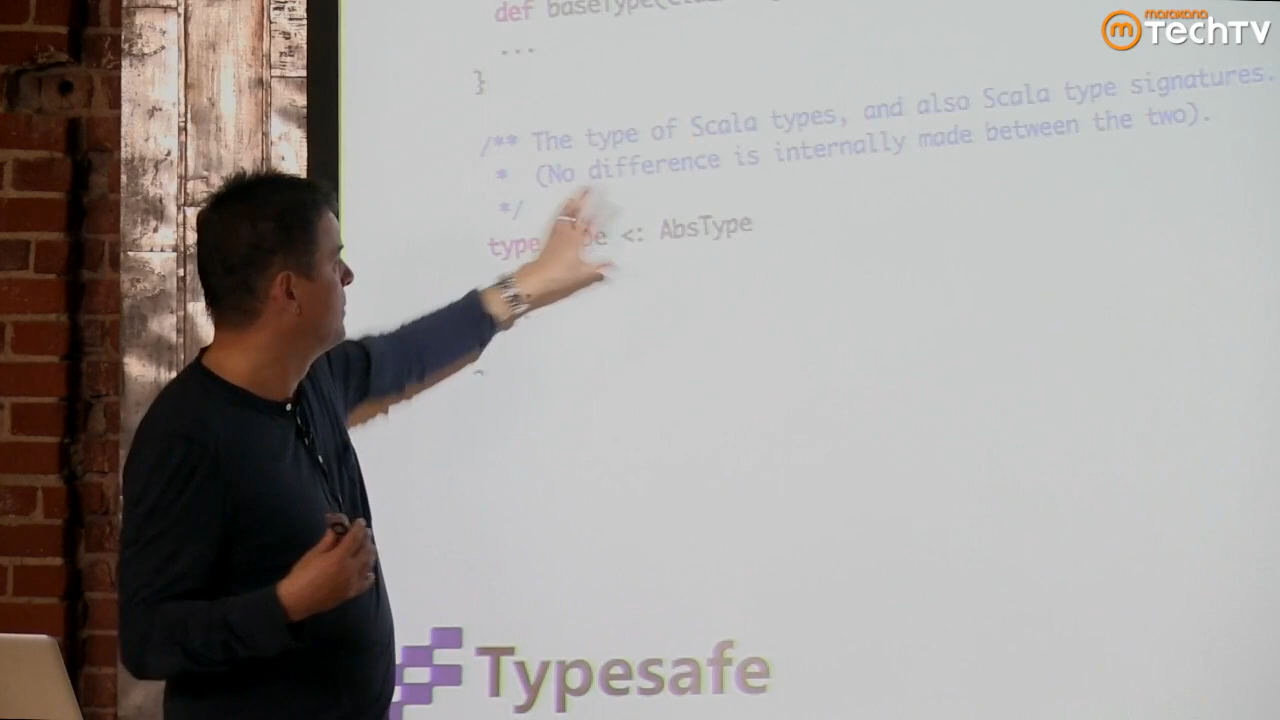 marakana
TechTV
def baseType(
...
}
/** The type of Scala types, and also Scala type signatures.
* (No difference is internally made between the two).
*/
type <: AbsType
Typesafe